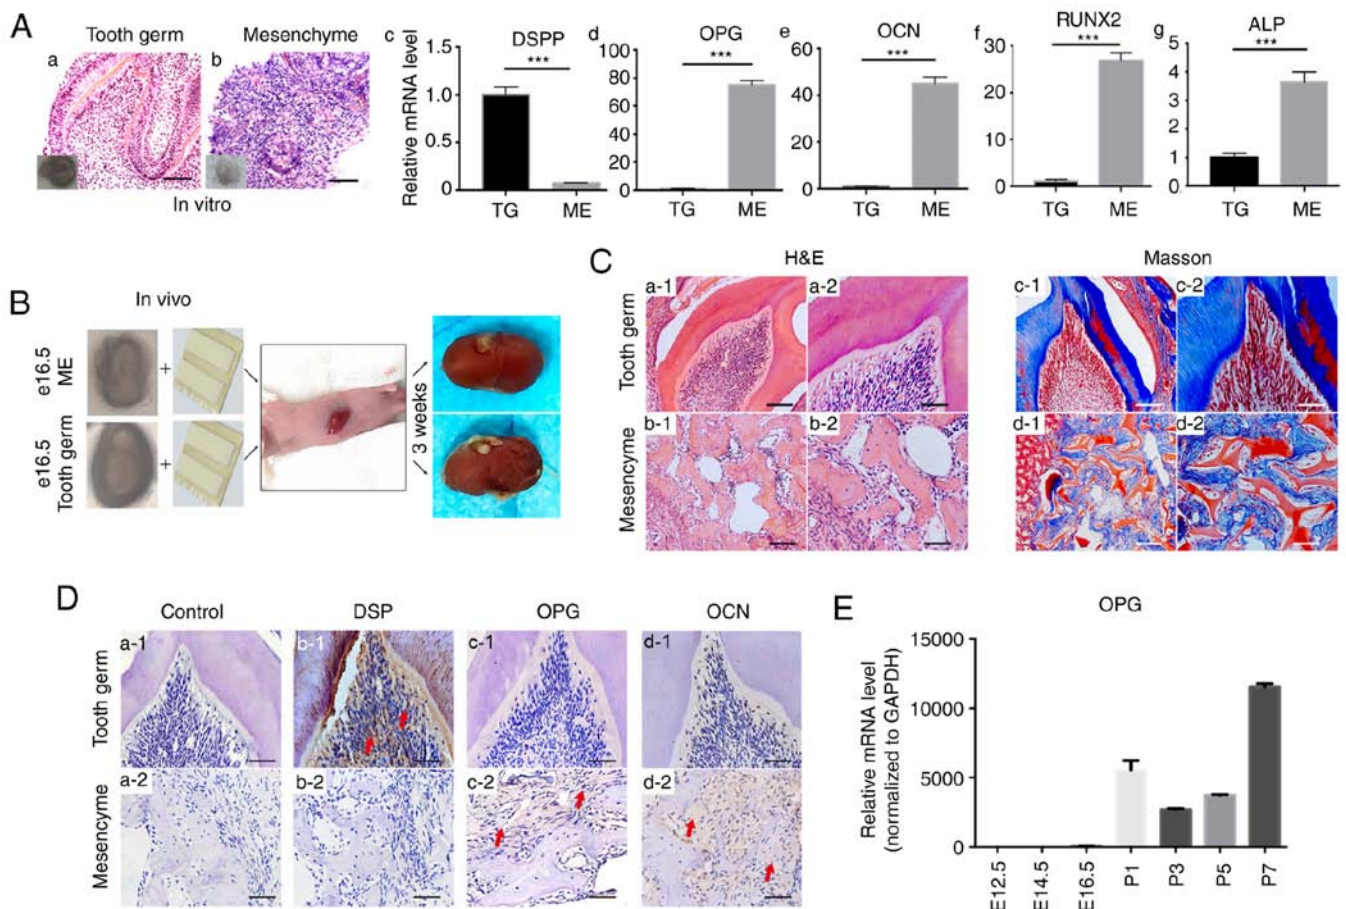 A
Tooth germ
Mesenchyme
a
b
In vitro
c
DSPP
Relative mRNA level
1.5
1.0
0.5
0
***
TG
ME
d
OPG
100
80
60
40
20
0
***
TG
ME
e
OCN
60
40
20
0
***
TG
ME
f
RUNX2
30
20
10
0
***
TG
ME
g
ALP
5
4
3
2
1
0
***
TG
ME
B
In vivo
e16.5
ME
+
e16.5
Tooth germ
+
3 weeks
C
H&E
Masson
Tooth germ
a-1
a-2
c-1
c-2
Mesencyme
b-1
b-2
d-1
d-2
D
Control
DSP
OPG
OCN
Tooth germ
a-1
b-1
c-1
d-1
Mesencyme
a-2
b-2
c-2
d-2
E
OPG
Relative mRNA level
(normalized to GAPDH)
15000
10000
5000
0
E12.5
E14.5
E16.5
P1
P3
P5
P7